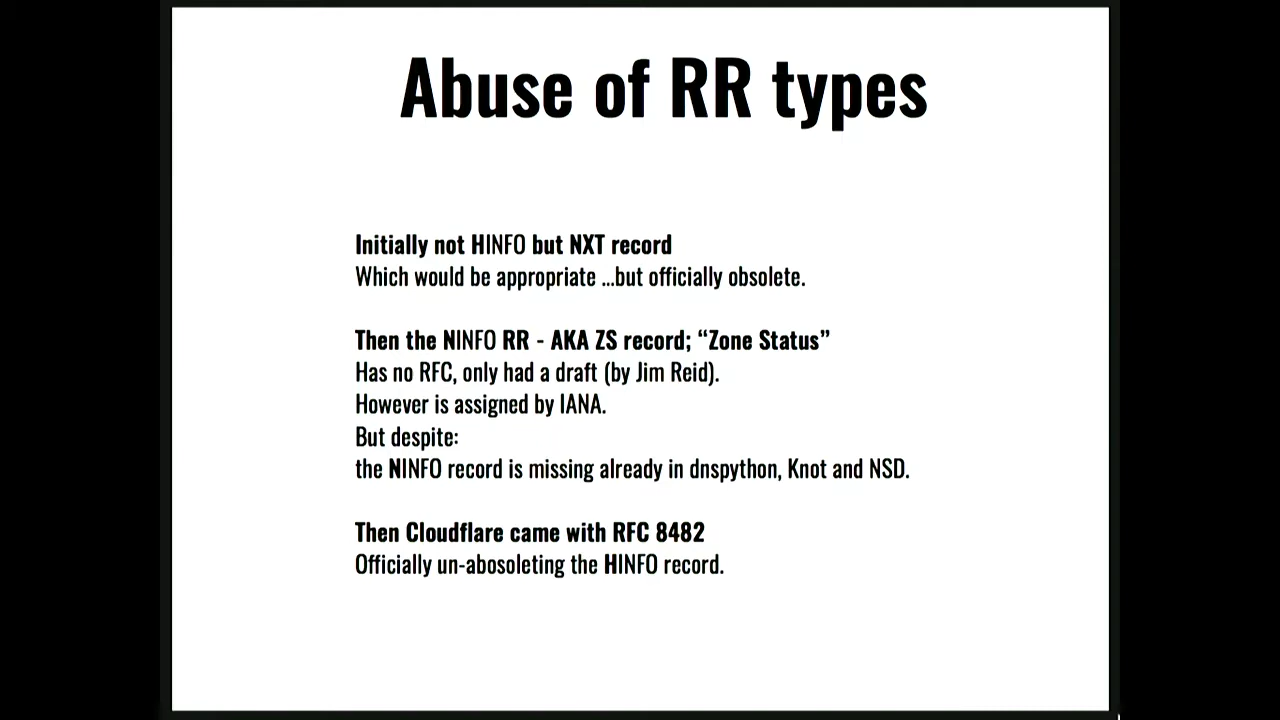 Abuse of RR types
Initially not HINFO but NXT record
Which would be appropriate ...but officially obsolete.
Then the NINFO RR - AKA ZS record; “Zone Status”
Has no RFC, only had a draft (by Jim Reid).
However is assigned by IANA.
But despite:
the NINFO record is missing already in dnspython, Knot and NSD.
Then Cloudflare came with RFC 8482
Officially un-abosoleting the HINFO record.